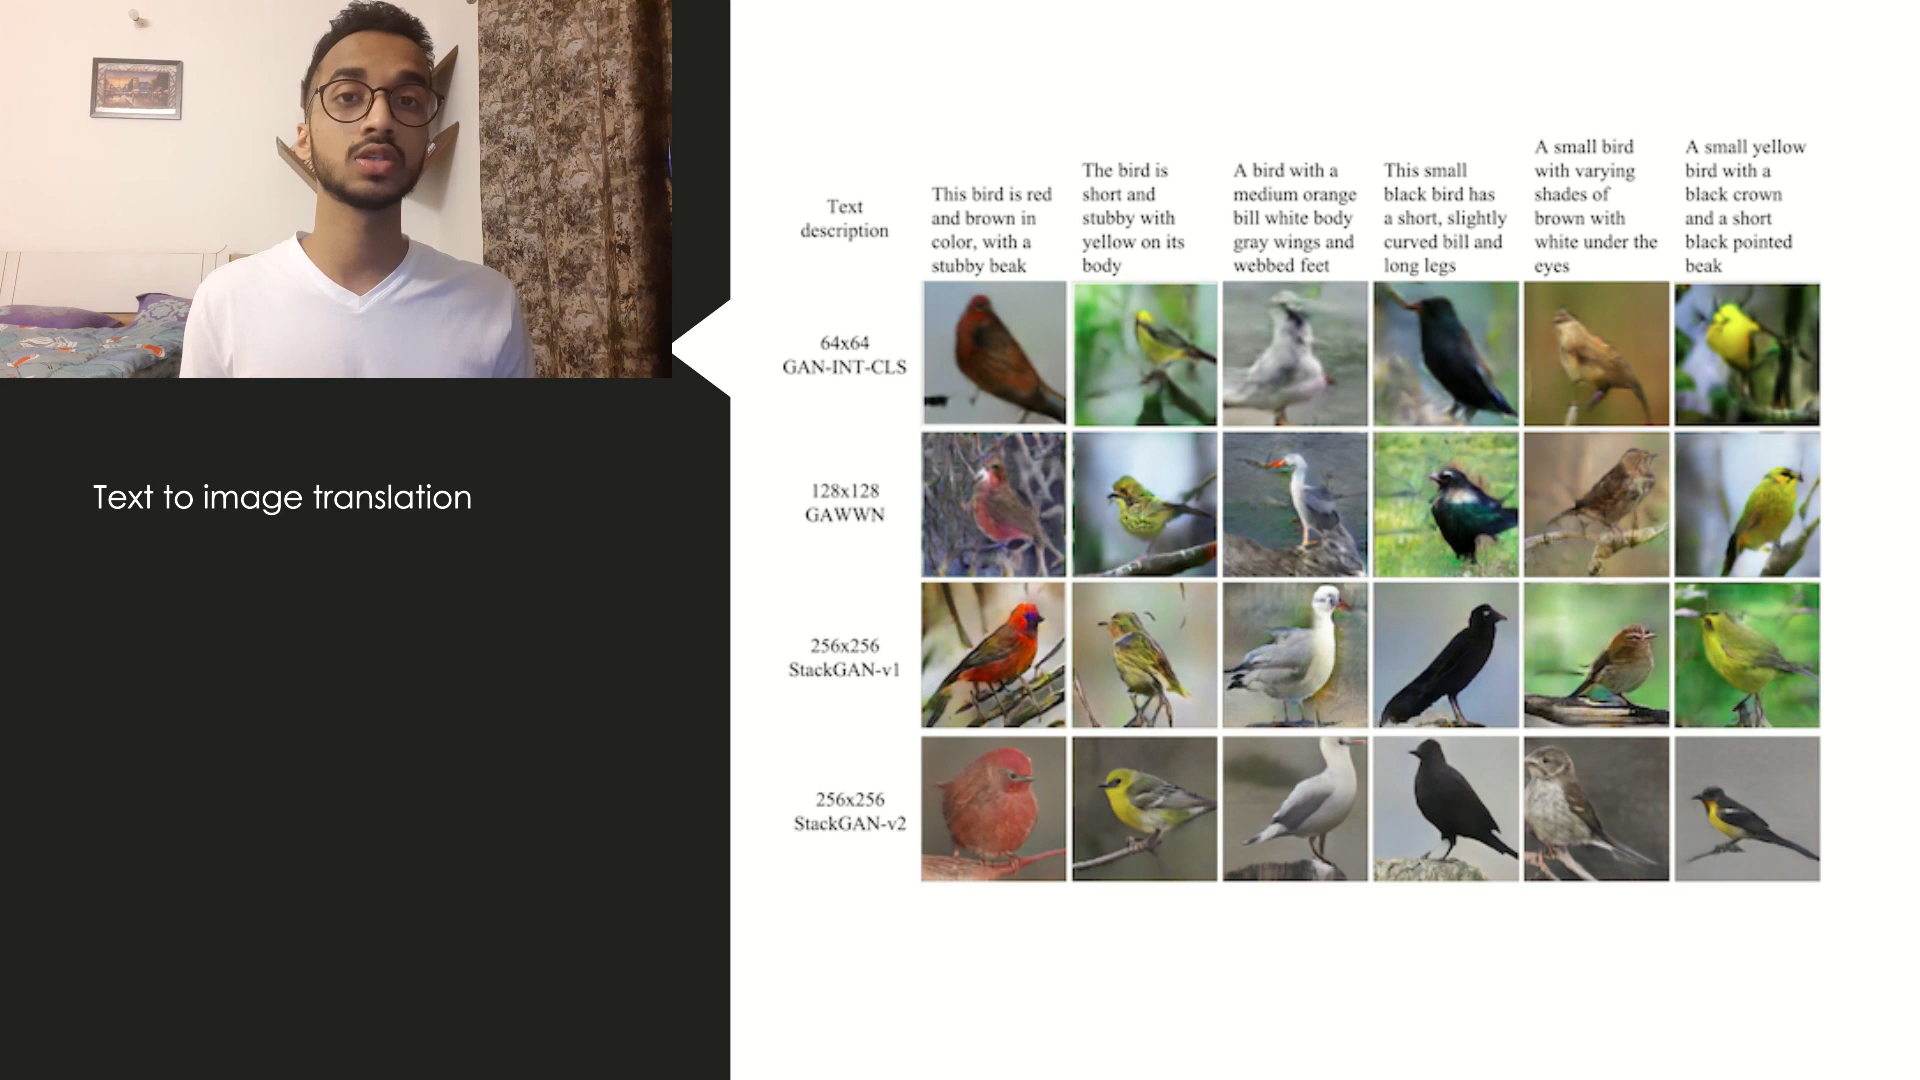 Text to image translation
Text
description
This bird is red
and brown in
color, with a
stubby beak
The bird is
short and
stubby with
yellow on its
body
A bird with a
medium orange
bill white body
gray wings and
webbed feet
This small
black bird has
a short, slightly
curved bill and
long legs
A small bird
with varying
shades of
brown with
white under the
eyes
A small yellow
bird with a
black crown
and a short
black pointed
beak
64x64
GAN-INT-CLS
128x128
GAWWN
256x256
StackGAN-v1
256x256
StackGAN-v2